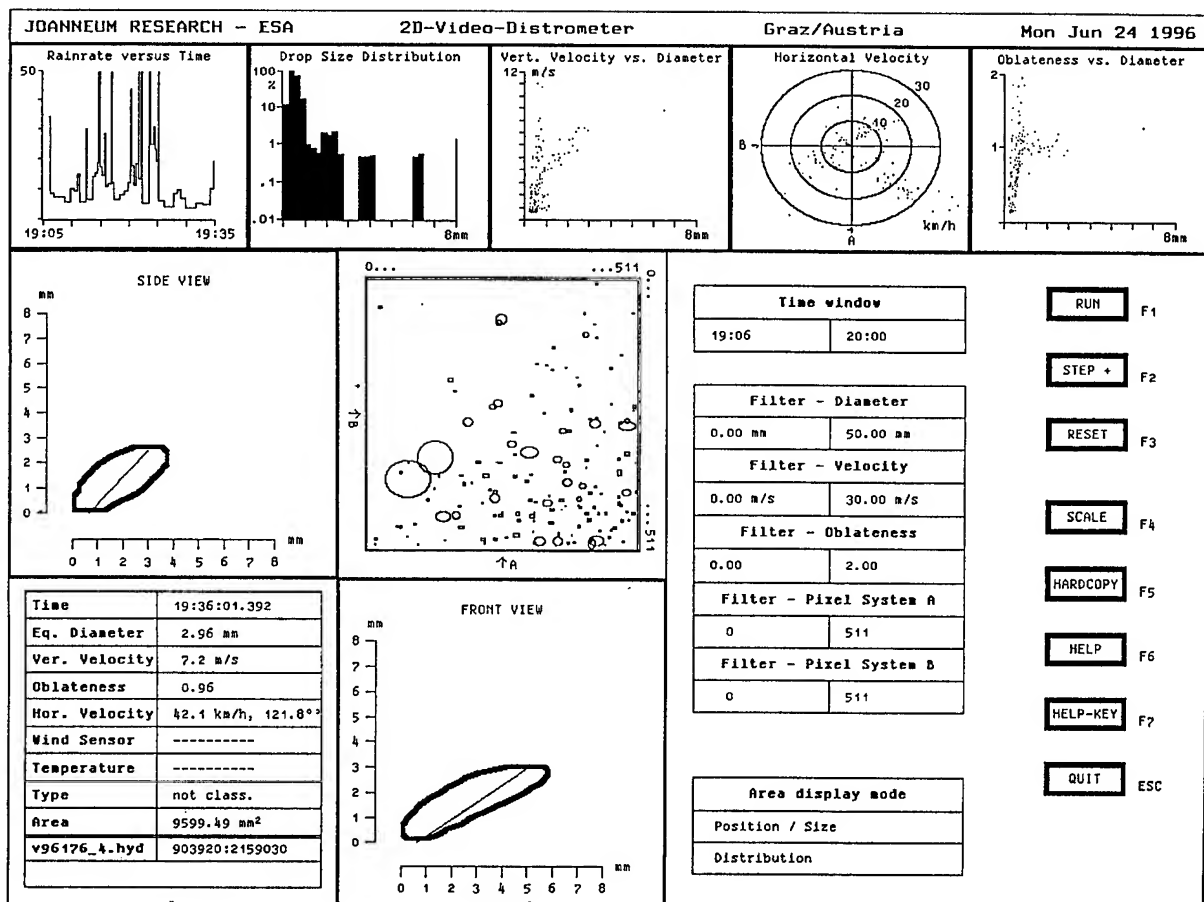 JOANNEUM RESEARCH - ESA 2D-Video-Distrometer Graz/Austria Mon Jun 24 1996
Rainrate versus Time
50
19:05 19:35
Drop Size Distribution
100
%
10
1
.1
.01
8mm
Vert. Velocity vs. Diameter
12 m/s
8mm
Horizontal Velocity
30
20
10
B
A
km/h
Oblateness vs. Diameter
2
1
8mm
SIDE VIEW
mm
8
7
6
5
4
3
2
1
0
mm
0 1 2 3 4 5 6 7 8
0... ...511
0...
...511
↑B
↑A
Time 19:36:01.392
Eq. Diameter 2.96 mm
Ver. Velocity 7.2 m/s
Oblateness 0.96
Hor. Velocity 42.1 km/h, 121.8°
Wind Sensor ----------
Temperature ----------
Type not class.
Area 9599.49 mm²
v96176_4.hyd 903920:2159030
FRONT VIEW
mm
8
7
6
5
4
3
2
1
0
mm
0 1 2 3 4 5 6 7 8
Time window
19:06 20:00
Filter - Diameter
0.00 mm 50.00 mm
Filter - Velocity
0.00 m/s 30.00 m/s
Filter - Oblateness
0.00 2.00
Filter - Pixel System A
0 511
Filter - Pixel System B
0 511
Area display mode
Position / Size
Distribution
RUN F1
STEP + F2
RESET F3
SCALE F4
HARDCOPY F5
HELP F6
HELP-KEY F7
QUIT ESC